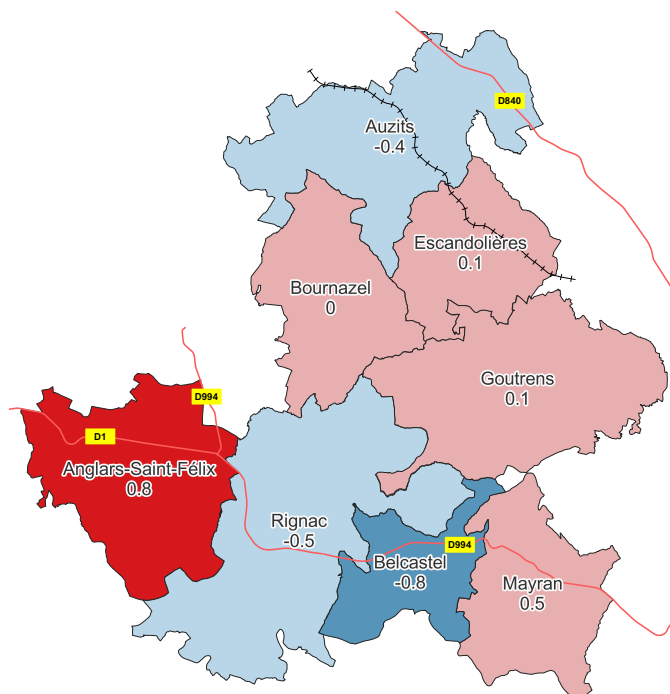 D840
Auzits
-0.4
Escandolières
0.1
Bournazel
0
Goutrens
0.1
D994
D1
Anglars-Saint-Félix
0.8
Rignac
-0.5
D994
Belcastel
-0.8
Mayran
0.5